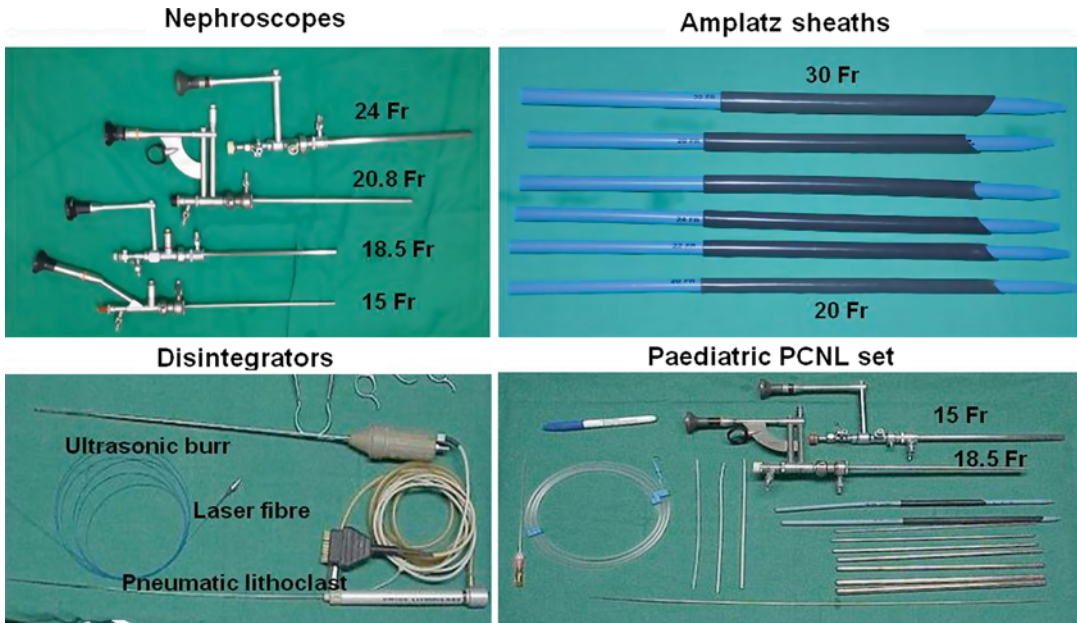 Nephroscopes
Amplatz sheaths
24 Fr
20.8 Fr
18.5 Fr
15 Fr
30 Fr
20 Fr
Disintegrators
Paediatric PCNL set
Ultrasonic burr
Laser fibre
Pneumatic lithoclast
15 Fr
18.5 Fr